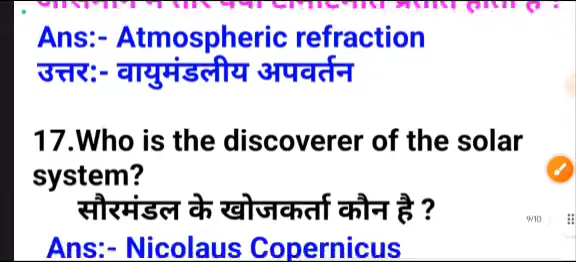 Ans:- Atmospheric refraction
उत्तर:- वायुमंडलीय अपवर्तन
17.Who is the discoverer of the solar
system?
सौरमंडल के खोजकर्ता कौन है ?
9/10
Ans:- Nicolaus Copernicus